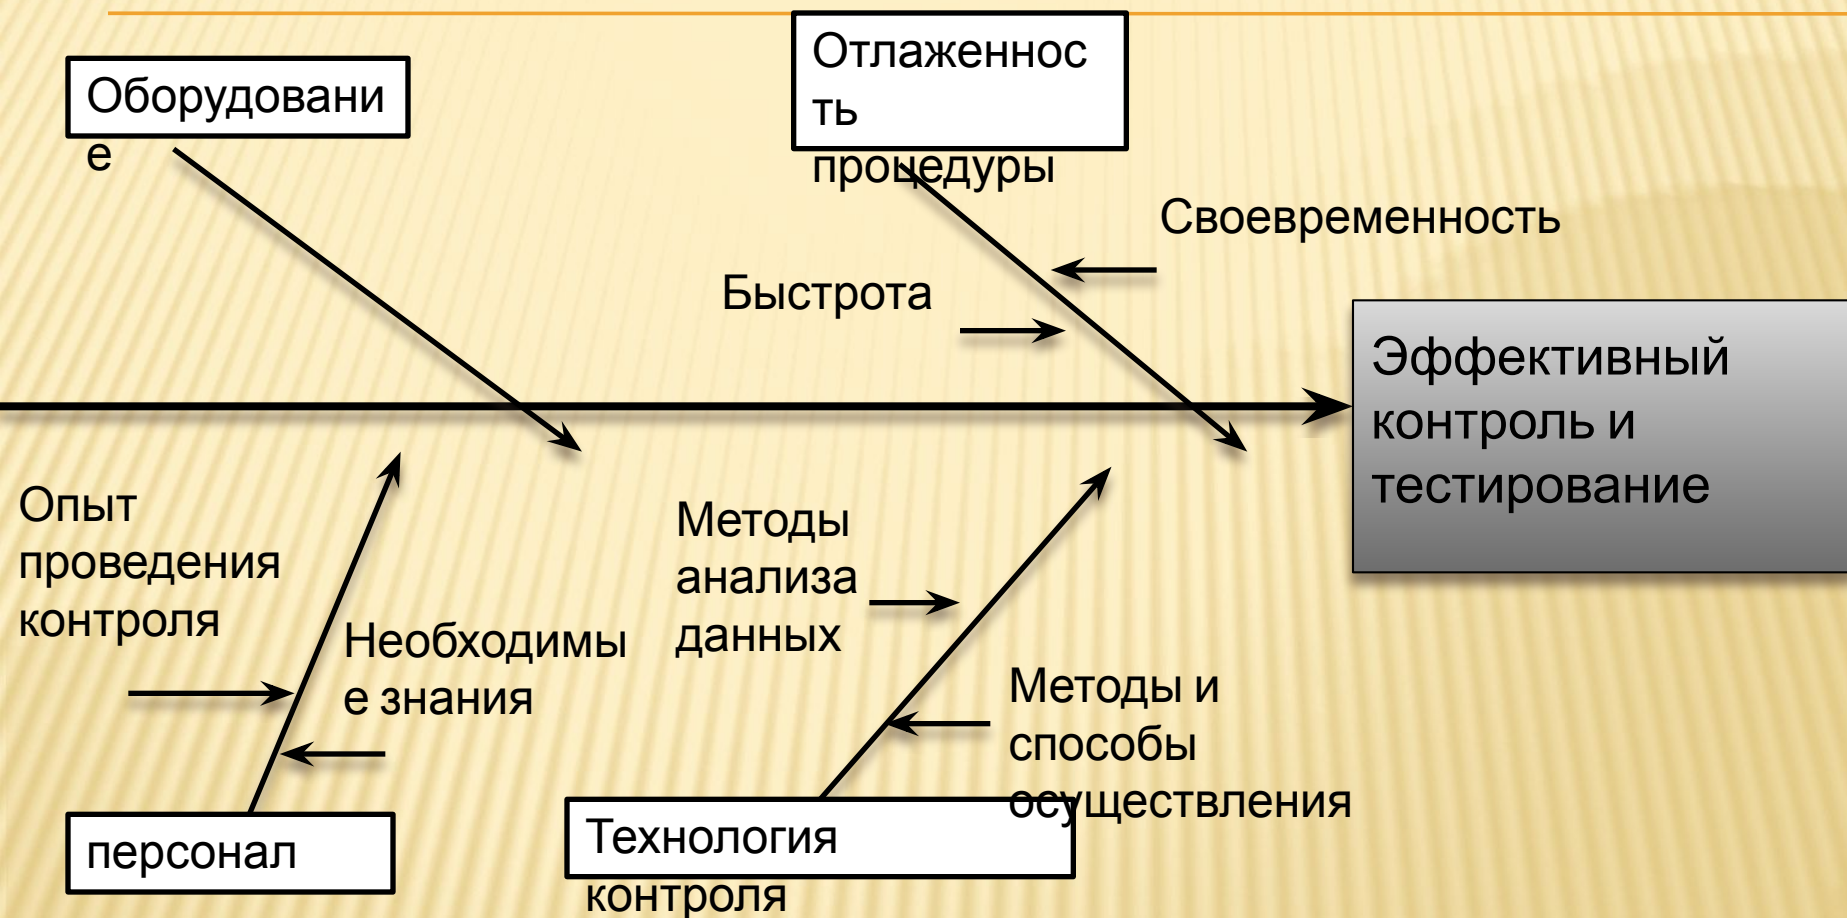 Оборудовани
е
Отлаженнос
ть
процедуры
Своевременность
Быстрота
Эффективный
контроль и
тестирование
Опыт
проведения
контроля
Необходимы
е знания
Методы
анализа
данных
Методы и
способы
осуществления
персонал
Технология
контроля